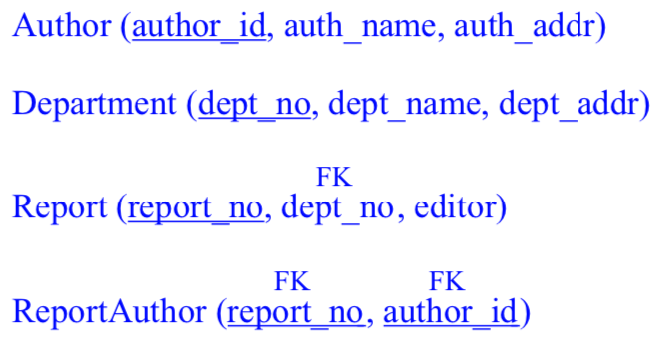 Author (author_id, auth_name, auth_addr)
Department (dept_no, dept_name, dept_addr)
FK
Report (report_no, dept_no, editor)
FK FK
ReportAuthor (report_no, author_id)